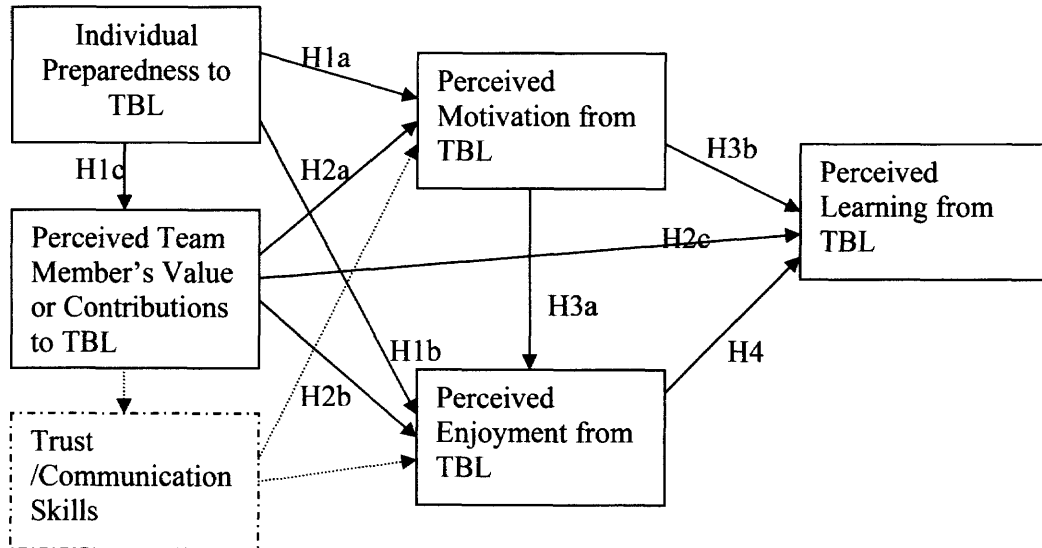 Individual
Preparedness to
TBL
H1a
Perceived
Motivation from
TBL
H1c
H2a
H3b
Perceived
Learning from
TBL
Perceived Team
Member's Value
or Contributions
to TBL
H2c
H3a
H1b
H4
H2b
Perceived
Enjoyment from
TBL
Trust
/Communication
Skills